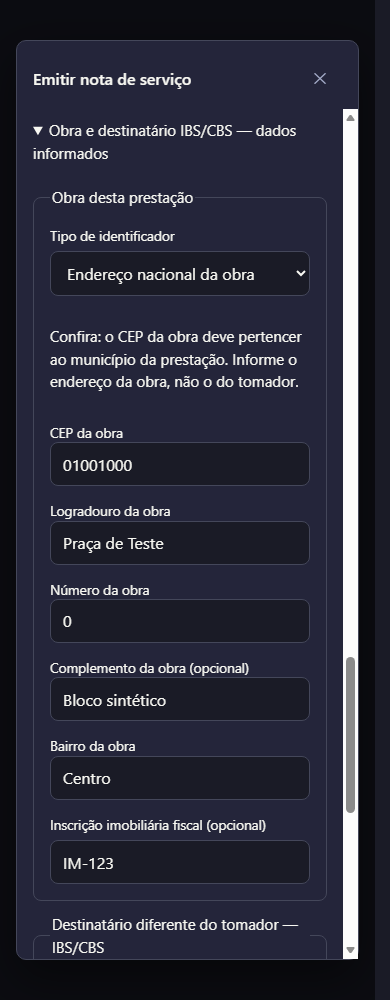 Emitir nota de serviço
▼ Obra e destinatário IBS/CBS — dados
informados
Obra desta prestação
Tipo de identificador
Endereço nacional da obra
Confira: o CEP da obra deve pertencer
ao município da prestação. Informe o
endereço da obra, não o do tomador.
CEP da obra
01001000
Logradouro da obra
Praça de Teste
Número da obra
0
Complemento da obra (opcional)
Bloco sintético
Bairro da obra
Centro
Inscrição imobiliária fiscal (opcional)
IM-123
Destinatário diferente do tomador —
IBS/CBS